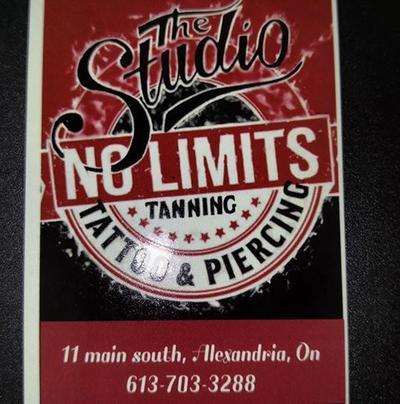 The
Studio
NO LIMITS
TANNING
TATTOO & PIERCING
11 main south, Alexandria, On
613-703-3288